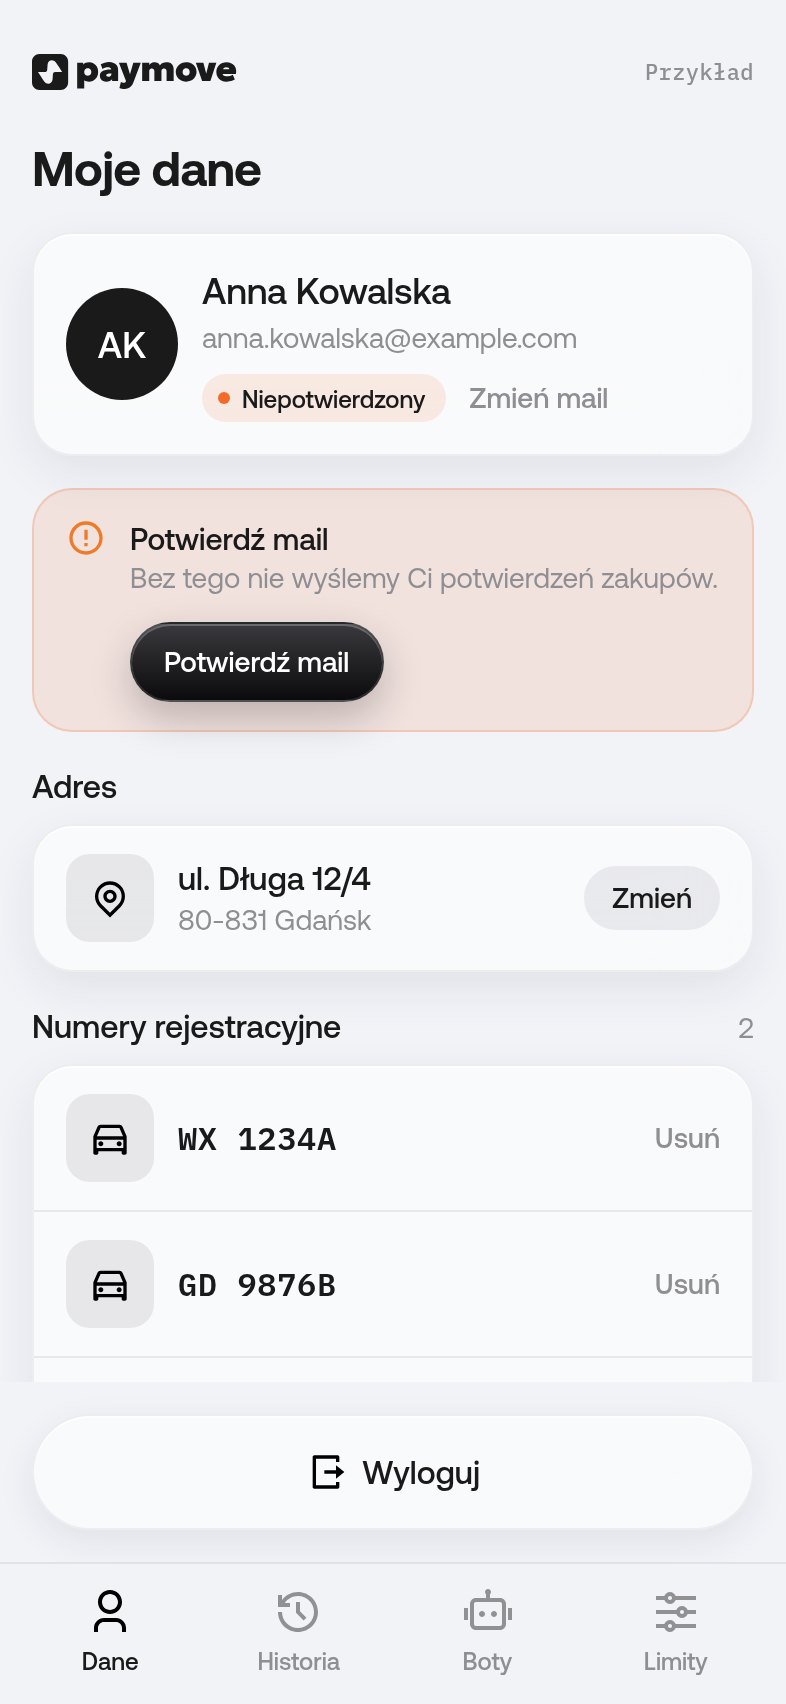 paymove
Przykład
Moje dane
AK
Anna Kowalska
anna.kowalska@example.com
Niepotwierdzony
Zmień mail
Potwierdź mail
Bez tego nie wyślemy Ci potwierdzeń zakupów.
Potwierdź mail
Adres
ul. Długa 12/4
80-831 Gdańsk
Zmień
Numery rejestracyjne
2
WX 1234A
Usuń
GD 9876B
Usuń
Wyloguj
Dane
Historia
Boty
Limity